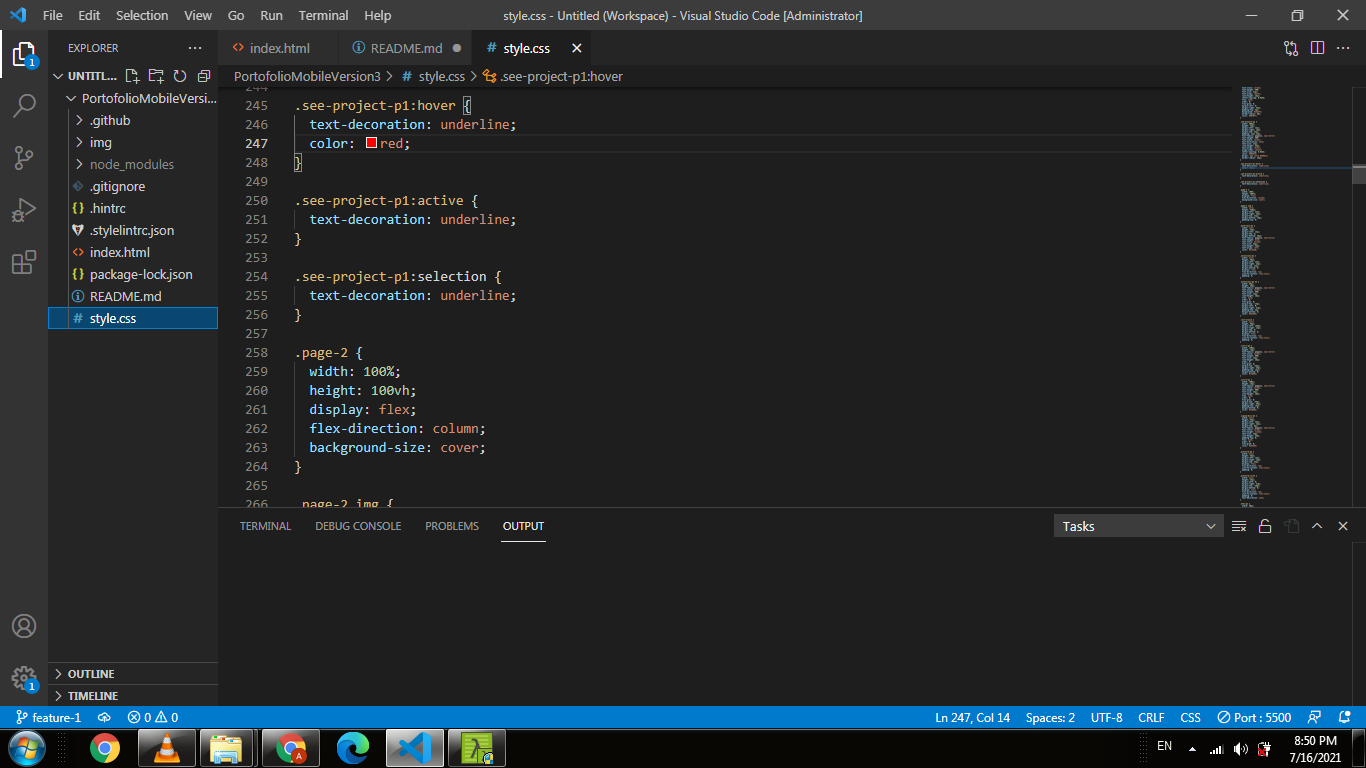 File Edit Selection View Go Run Terminal Help
style.css - Untitled (Workspace) - Visual Studio Code [Administrator]
EXPLORER
index.html
README.md
# style.css
UNTITL...
PortofolioMobileVersion3 > # style.css > .see-project-p1:hover
PortofolioMobileVersi...
.github
img
node_modules
.gitignore
{} .hintrc
.stylelintrc.json
<> index.html
{} package-lock.json
README.md
# style.css
244
245 .see-project-p1:hover {
246 text-decoration: underline;
247 color: red;
248 }
249
250 .see-project-p1:active {
251 text-decoration: underline;
252 }
253
254 .see-project-p1:selection {
255 text-decoration: underline;
256 }
257
258 .page-2 {
259 width: 100%;
260 height: 100vh;
261 display: flex;
262 flex-direction: column;
263 background-size: cover;
264 }
265
266 .page-2 img {
TERMINAL DEBUG CONSOLE PROBLEMS OUTPUT
Tasks
OUTLINE
TIMELINE
1
1
feature-1
0 0
Ln 247, Col 14 Spaces: 2 UTF-8 CRLF CSS Port : 5500
A
EN
8:50 PM
7/16/2021